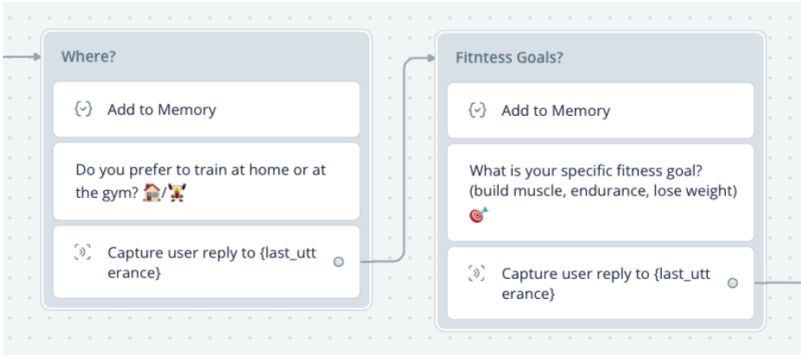 Where?
Add to Memory
Do you prefer to train at home or at
the gym? 🏠/🏋️
Capture user reply to {last_utt
erance}
Fitntess Goals?
Add to Memory
What is your specific fitness goal?
(build muscle, endurance, lose weight)
🎯
Capture user reply to {last_utt
erance}